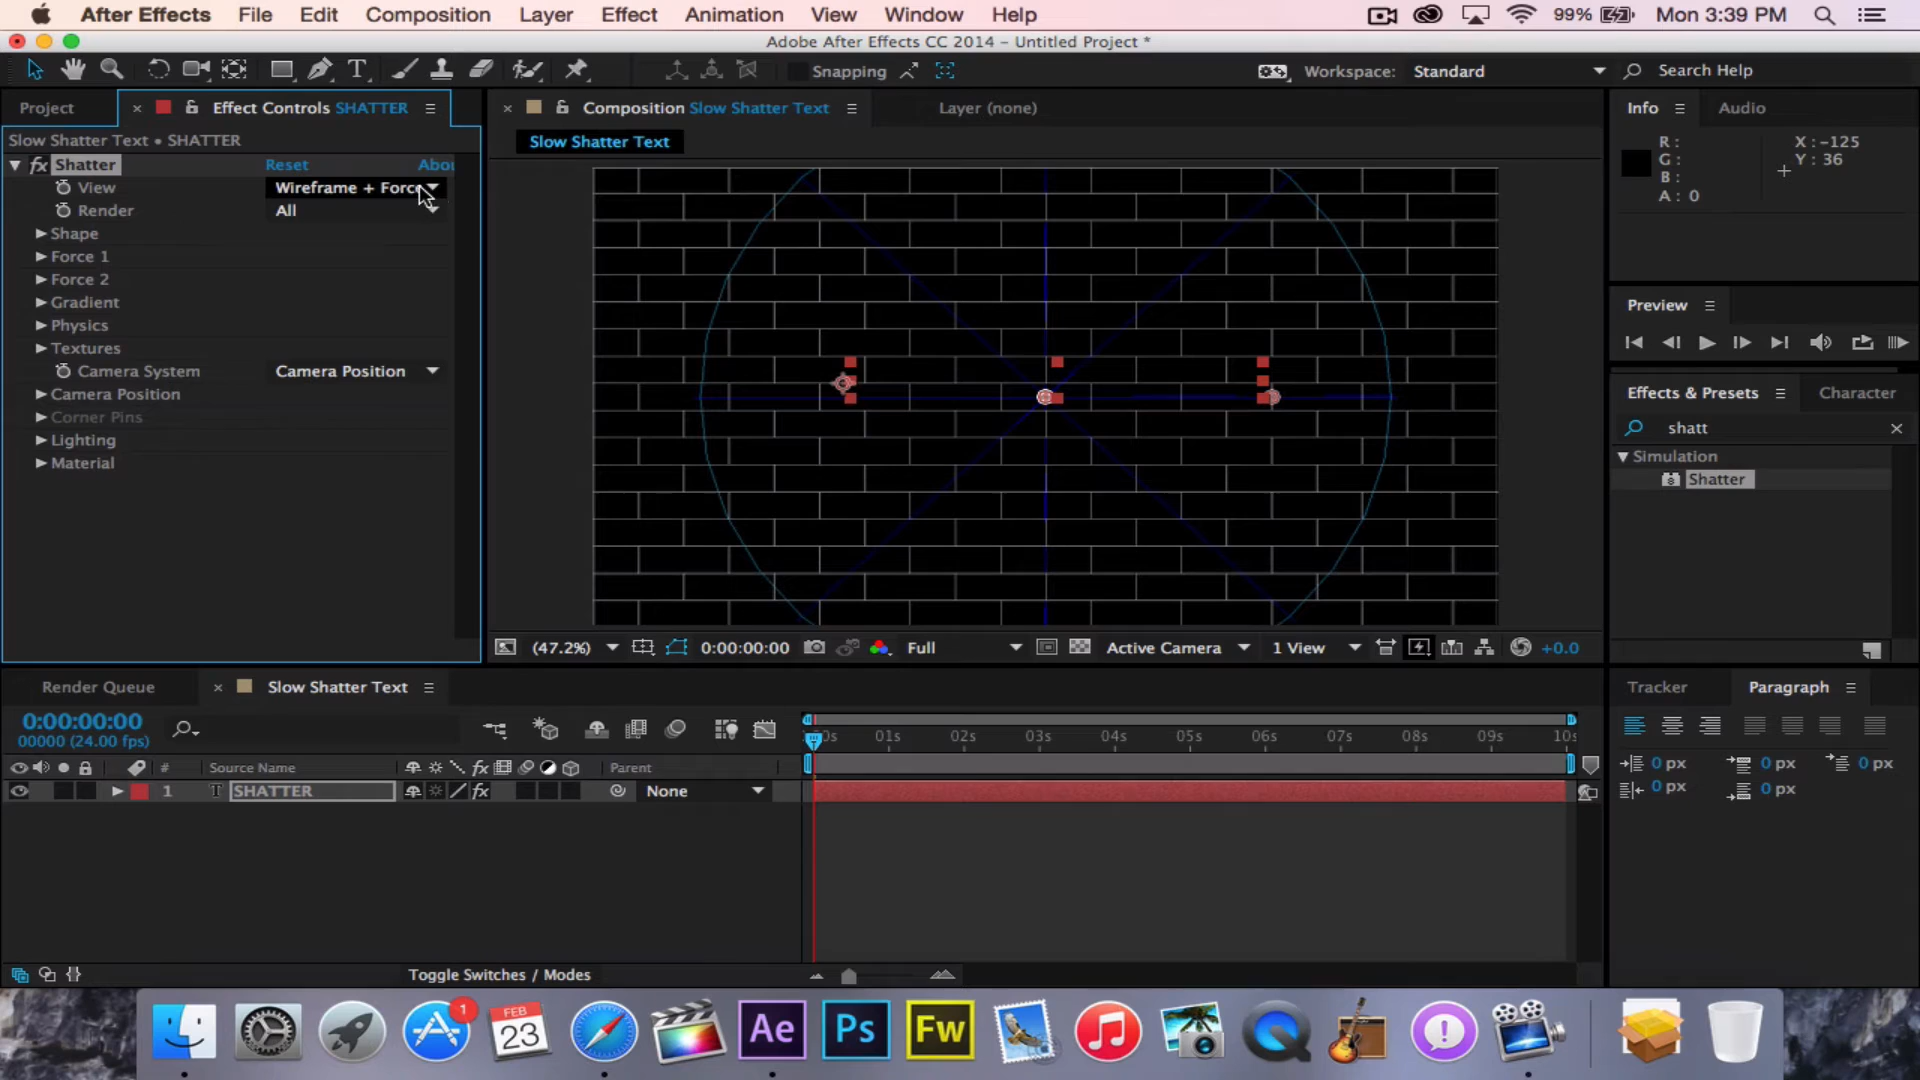 After Effects File Edit Composition Layer Effect Animation View Window Help 99% Mon 3:39 PM
Adobe After Effects CC 2014 - Untitled Project *
T Snapping Workspace: Standard Search Help
Project Effect Controls SHATTER Composition Slow Shatter Text Layer (none) Info Audio
Slow Shatter Text • SHATTER Slow Shatter Text
fx Shatter Reset Abou
View Wireframe + Force
Render All
Shape
Force 1
Force 2
Gradient
Physics
Textures
Camera System Camera Position
Camera Position
Corner Pins
Lighting
Material
R : X : -125
G : Y : 36
B :
A : 0
Preview
Effects & Presets Character
shatt
Simulation
Shatter
(47.2%) 0:00:00:00 Full Active Camera 1 View +0.0
Render Queue Slow Shatter Text Tracker Paragraph
0:00:00:00
00000 (24.00 fps)
0s 01s 02s 03s 04s 05s 06s 07s 08s 09s 10s
# Source Name fx Parent
1 T SHATTER fx None
0 px 0 px 0 px
0 px 0 px
Toggle Switches / Modes
1
FEB
23
Ae Ps Fw